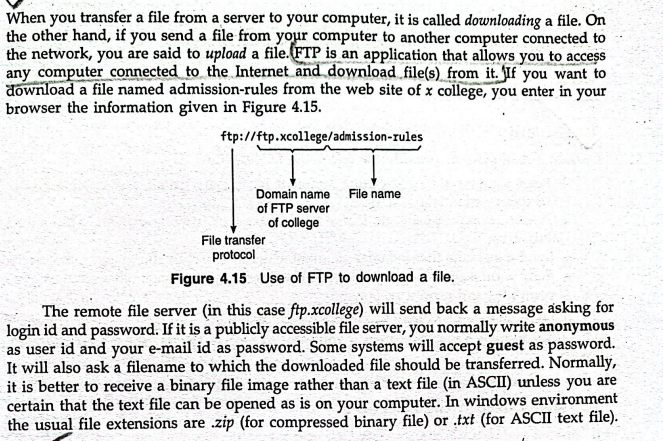 When you transfer a file from a server to your computer, it is called downloading a file. On
the other hand, if you send a file from your computer to another computer connected to
the network, you are said to upload a file. FTP is an application that allows you to access
any computer connected to the Internet and download file(s) from it. If you want to
download a file named admission-rules from the web site of x college, you enter in your
browser the information given in Figure 4.15.
ftp://ftp.xcollege/admission-rules
Domain name File name
of FTP server
of college
File transfer
protocol
Figure 4.15 Use of FTP to download a file.
The remote file server (in this case ftp.xcollege) will send back a message asking for
login id and password. If it is a publicly accessible file server, you normally write anonymous
as user id and your e-mail id as password. Some systems will accept guest as password.
It will also ask a filename to which the downloaded file should be transferred. Normally,
it is better to receive a binary file image rather than a text file (in ASCII) unless you are
certain that the text file can be opened as is on your computer. In windows environment
the usual file extensions are .zip (for compressed binary file) or .txt (for ASCII text file).